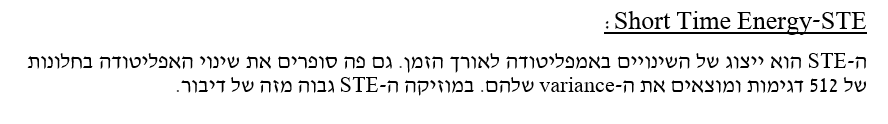 Short Time Energy-STE :
ה-STE הוא ייצוג של השינויים באמפליטודה לאורך הזמן. גם פה סופרים את שינוי האפליטודה בחלונות
של 512 דגימות ומוצאים את ה-variance שלהם. במוזיקה ה-STE גבוה מזה של דיבור.